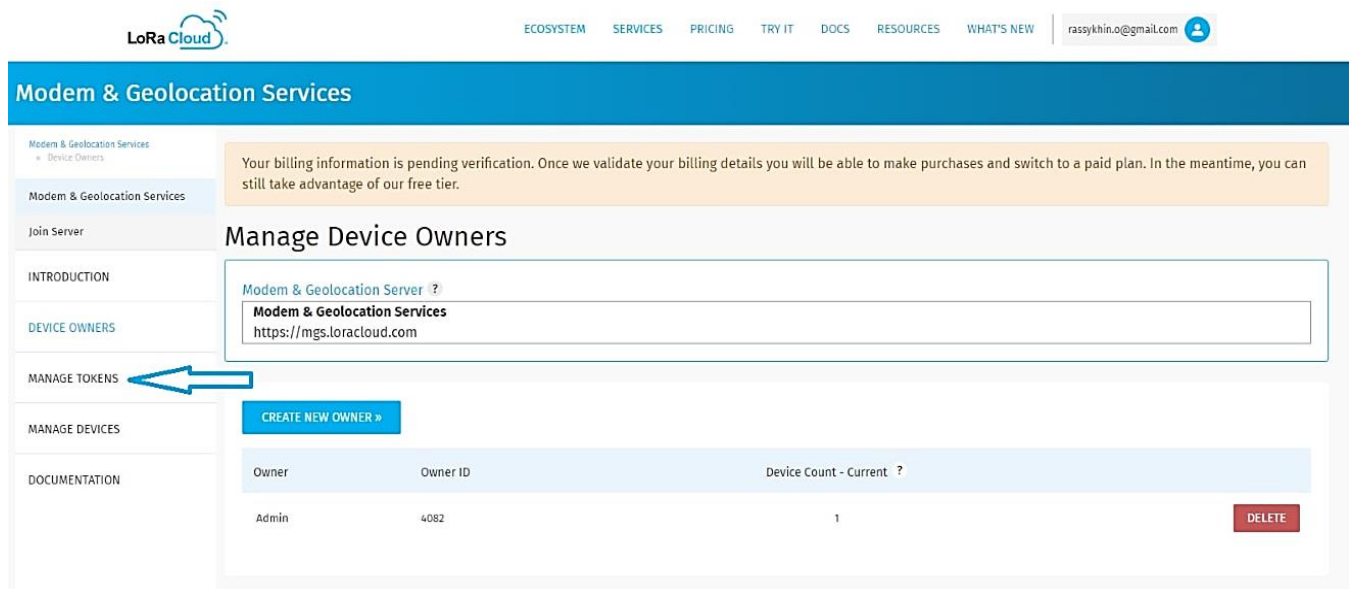 LoRa Cloud
ECOSYSTEM SERVICES PRICING TRY IT DOCS RESOURCES WHAT'S NEW rassykhin.o@gmail.com
Modem & Geolocation Services
Modem & Geolocation Services
» Device Owners
Modem & Geolocation Services
Join Server
INTRODUCTION
DEVICE OWNERS
MANAGE TOKENS
MANAGE DEVICES
DOCUMENTATION
Your billing information is pending verification. Once we validate your billing details you will be able to make purchases and switch to a paid plan. In the meantime, you can
still take advantage of our free tier.
Manage Device Owners
Modem & Geolocation Server ?
Modem & Geolocation Services
https://mgs.loracloud.com
CREATE NEW OWNER »
Owner Owner ID Device Count - Current ?
Admin 4082 1 DELETE